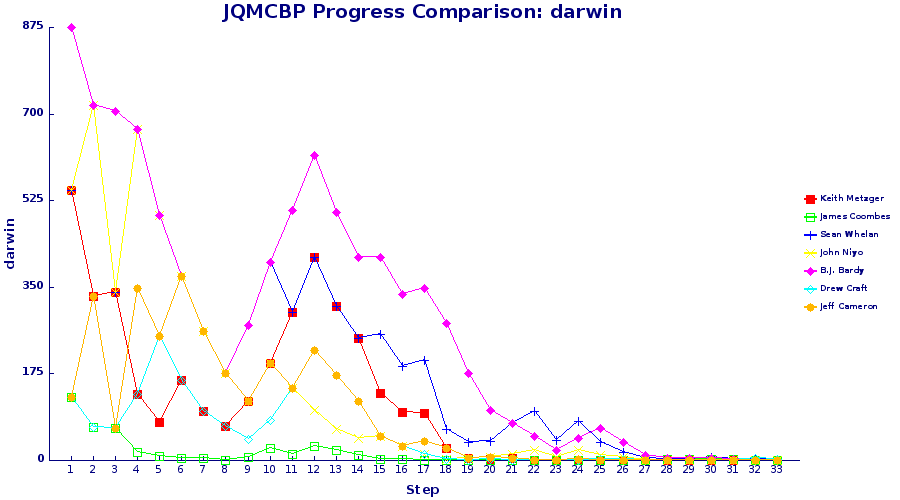 JQMCBP Progress Comparison: darwin
875
700
525
350
175
0
darwin
1 2 3 4 5 6 7 8 9 10 11 12 13 14 15 16 17 18 19 20 21 22 23 24 25 26 27 28 29 30 31 32 33
Step
Keith Metzger
James Coombes
Sean Whelan
John Niyo
B.J. Bardy
Drew Craft
Jeff Cameron